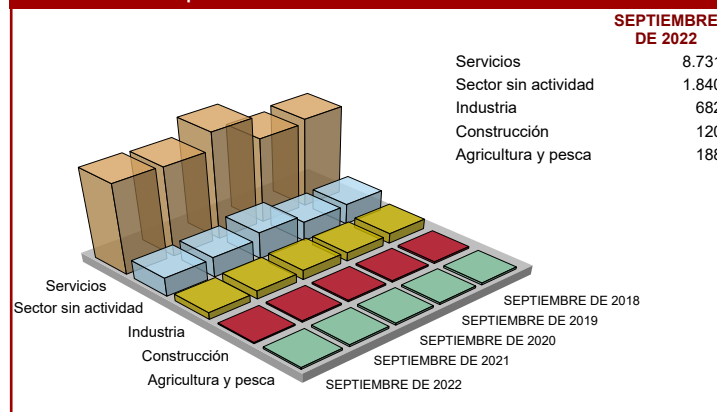 SEPTIEMBRE
DE 2022
Servicios 8.731
Sector sin actividad 1.840
Industria 682
Construcción 120
Agricultura y pesca 188
Servicios
Sector sin actividad
Industria
Construcción
Agricultura y pesca
SEPTIEMBRE DE 2018
SEPTIEMBRE DE 2019
SEPTIEMBRE DE 2020
SEPTIEMBRE DE 2021
SEPTIEMBRE DE 2022